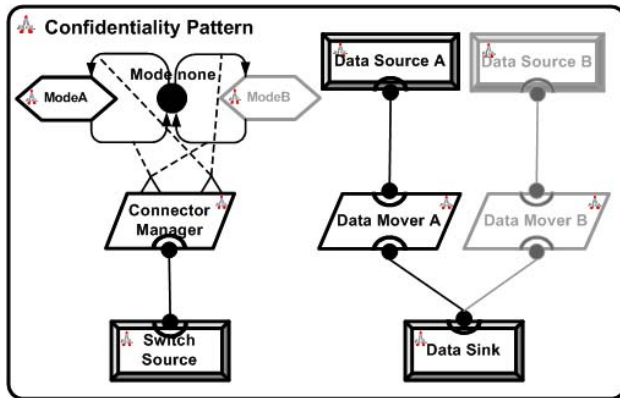 Confidentiality Pattern
Mode none
ModeA
ModeB
Data Source A
Data Source B
Connector
Manager
Data Mover A
Data Mover B
Switch
Source
Data Sink